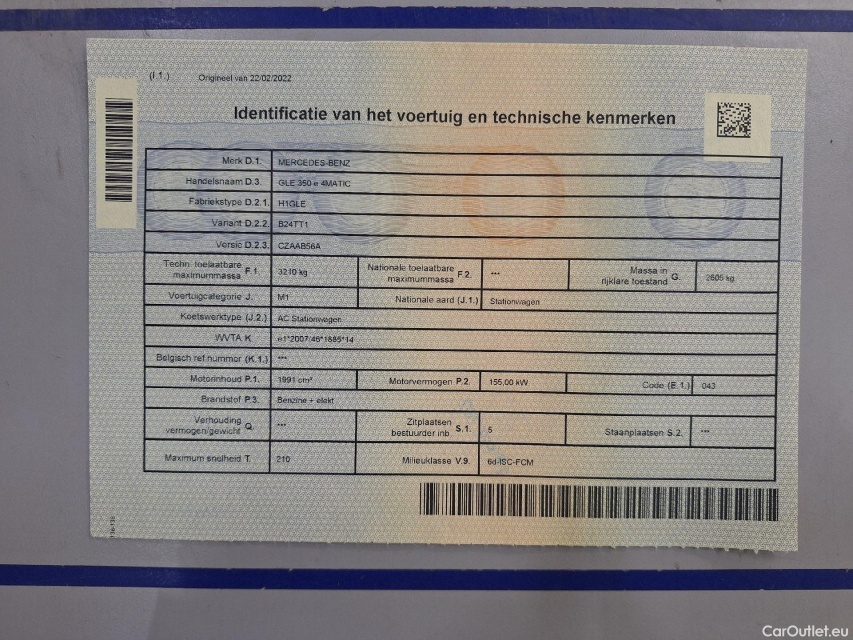 (I 1.) Origineel van 22/02/2022
Identificatie van het voertuig en technische kenmerken
Merk D.1. MERCEDES-BENZ
Handelsnaam D.3. GLE 350 e 4MATIC
Fabriekstype D.2.1. H1GLE
Variant D.2.2. B24TT1
Versie D.2.3. CZAAB56A
Techn. toelaatbare maximummassa F.1. 3210 kg Nationale toelaatbare maximummassa F.2. *** Massa in rijklare toestand G. 2605 kg
Voertuigcategorie J. M1 Nationale aard (J.1.) Stationwagen
Koetswerktype (J.2.) AC Stationwagen
WVTA K e1*2007/46*1885*14
Belgisch ref nummer (K.1.) ***
Motorinhoud P.1. 1991 cm³ Motorvermogen P.2. 155,00 kW Code (E.1.) 043
Brandstof P.3. Benzine + elekt
Verhouding vermogen/gewicht Q. *** Zitplaatsen bestuurder inb S.1. 5 Staanplaatsen S.2. ***
Maximum snelheid T. 210 Milieuklasse V.9. 6d-ISC-FCM
CarOutlet.eu